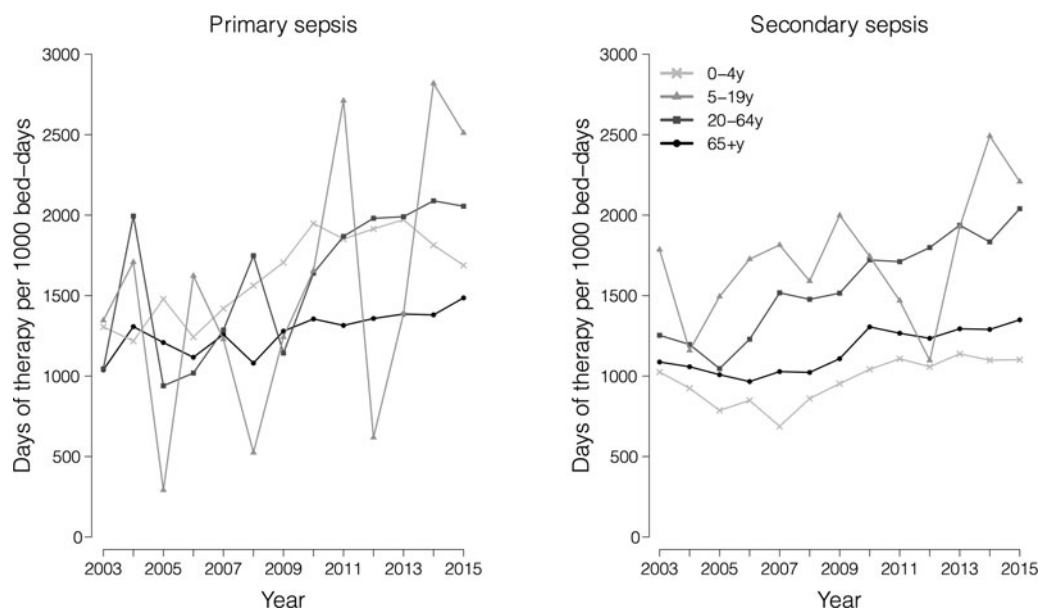 Primary sepsis
Days of therapy per 1000 bed−days
3000
2500
2000
1500
1000
500
0
2003 2005 2007 2009 2011 2013 2015
Year
Secondary sepsis
Days of therapy per 1000 bed−days
3000
2500
2000
1500
1000
500
0
0−4y
5−19y
20−64y
65+y
2003 2005 2007 2009 2011 2013 2015
Year